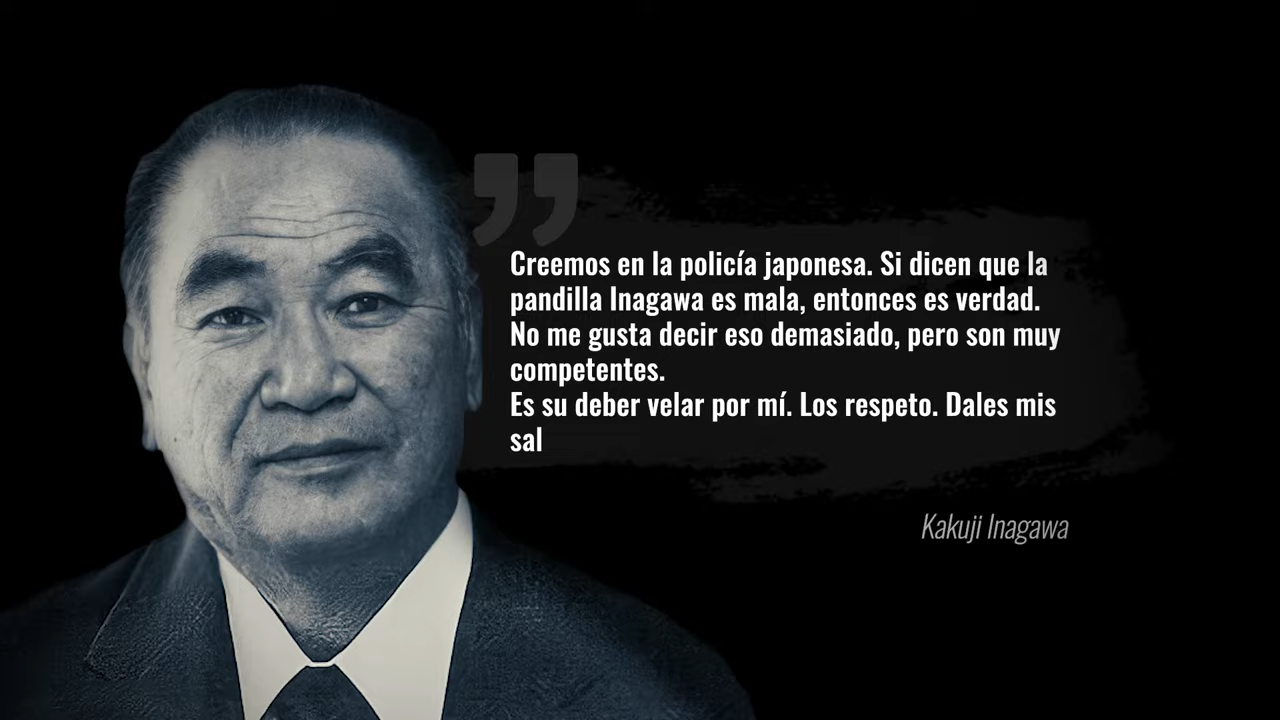 Creemos en la policía japonesa. Si dicen que la
pandilla Inagawa es mala, entonces es verdad.
No me gusta decir eso demasiado, pero son muy
competentes.
Es su deber velar por mí. Los respeto. Dales mis
sal
Kakuji Inagawa